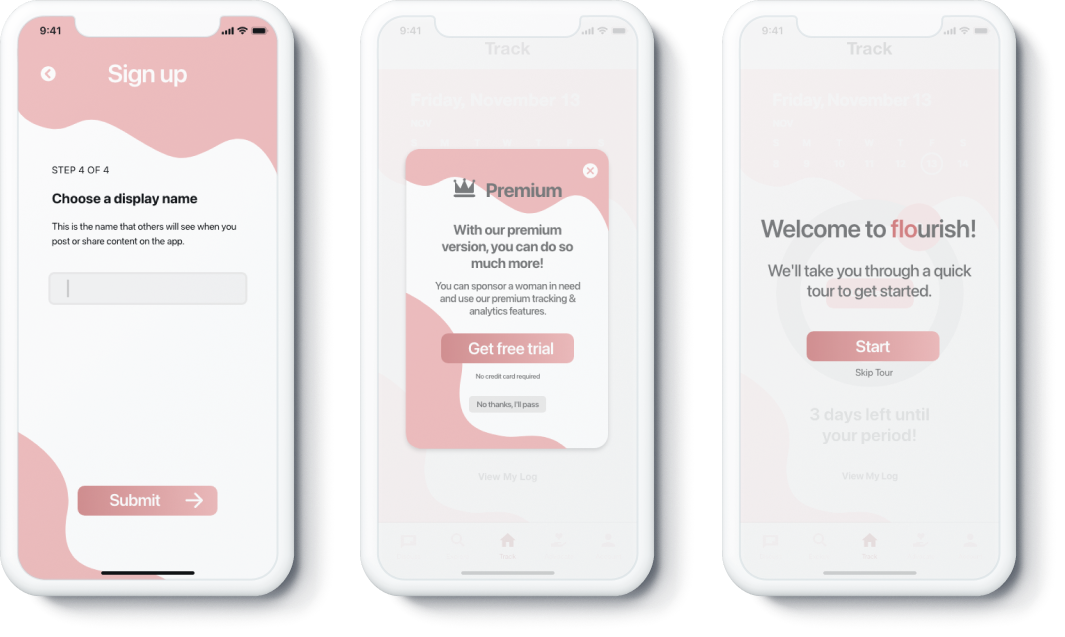 9:41
Sign up
STEP 4 OF 4
Choose a display name
This is the name that others will see when you
post or share content on the app.
Submit
9:41
Track
Friday, November 13
Premium
With our premium
version, you can do so
much more!
You can sponsor a woman in need
and use our premium tracking &
analytics features.
Get free trial
No credit card required
No thanks, I'll pass
View My Log
Track
9:41
Track
Friday, November 13
Welcome to flourish!
We'll take you through a quick
tour to get started.
Start
Skip Tour
3 days left until
your period!
View My Log
Track